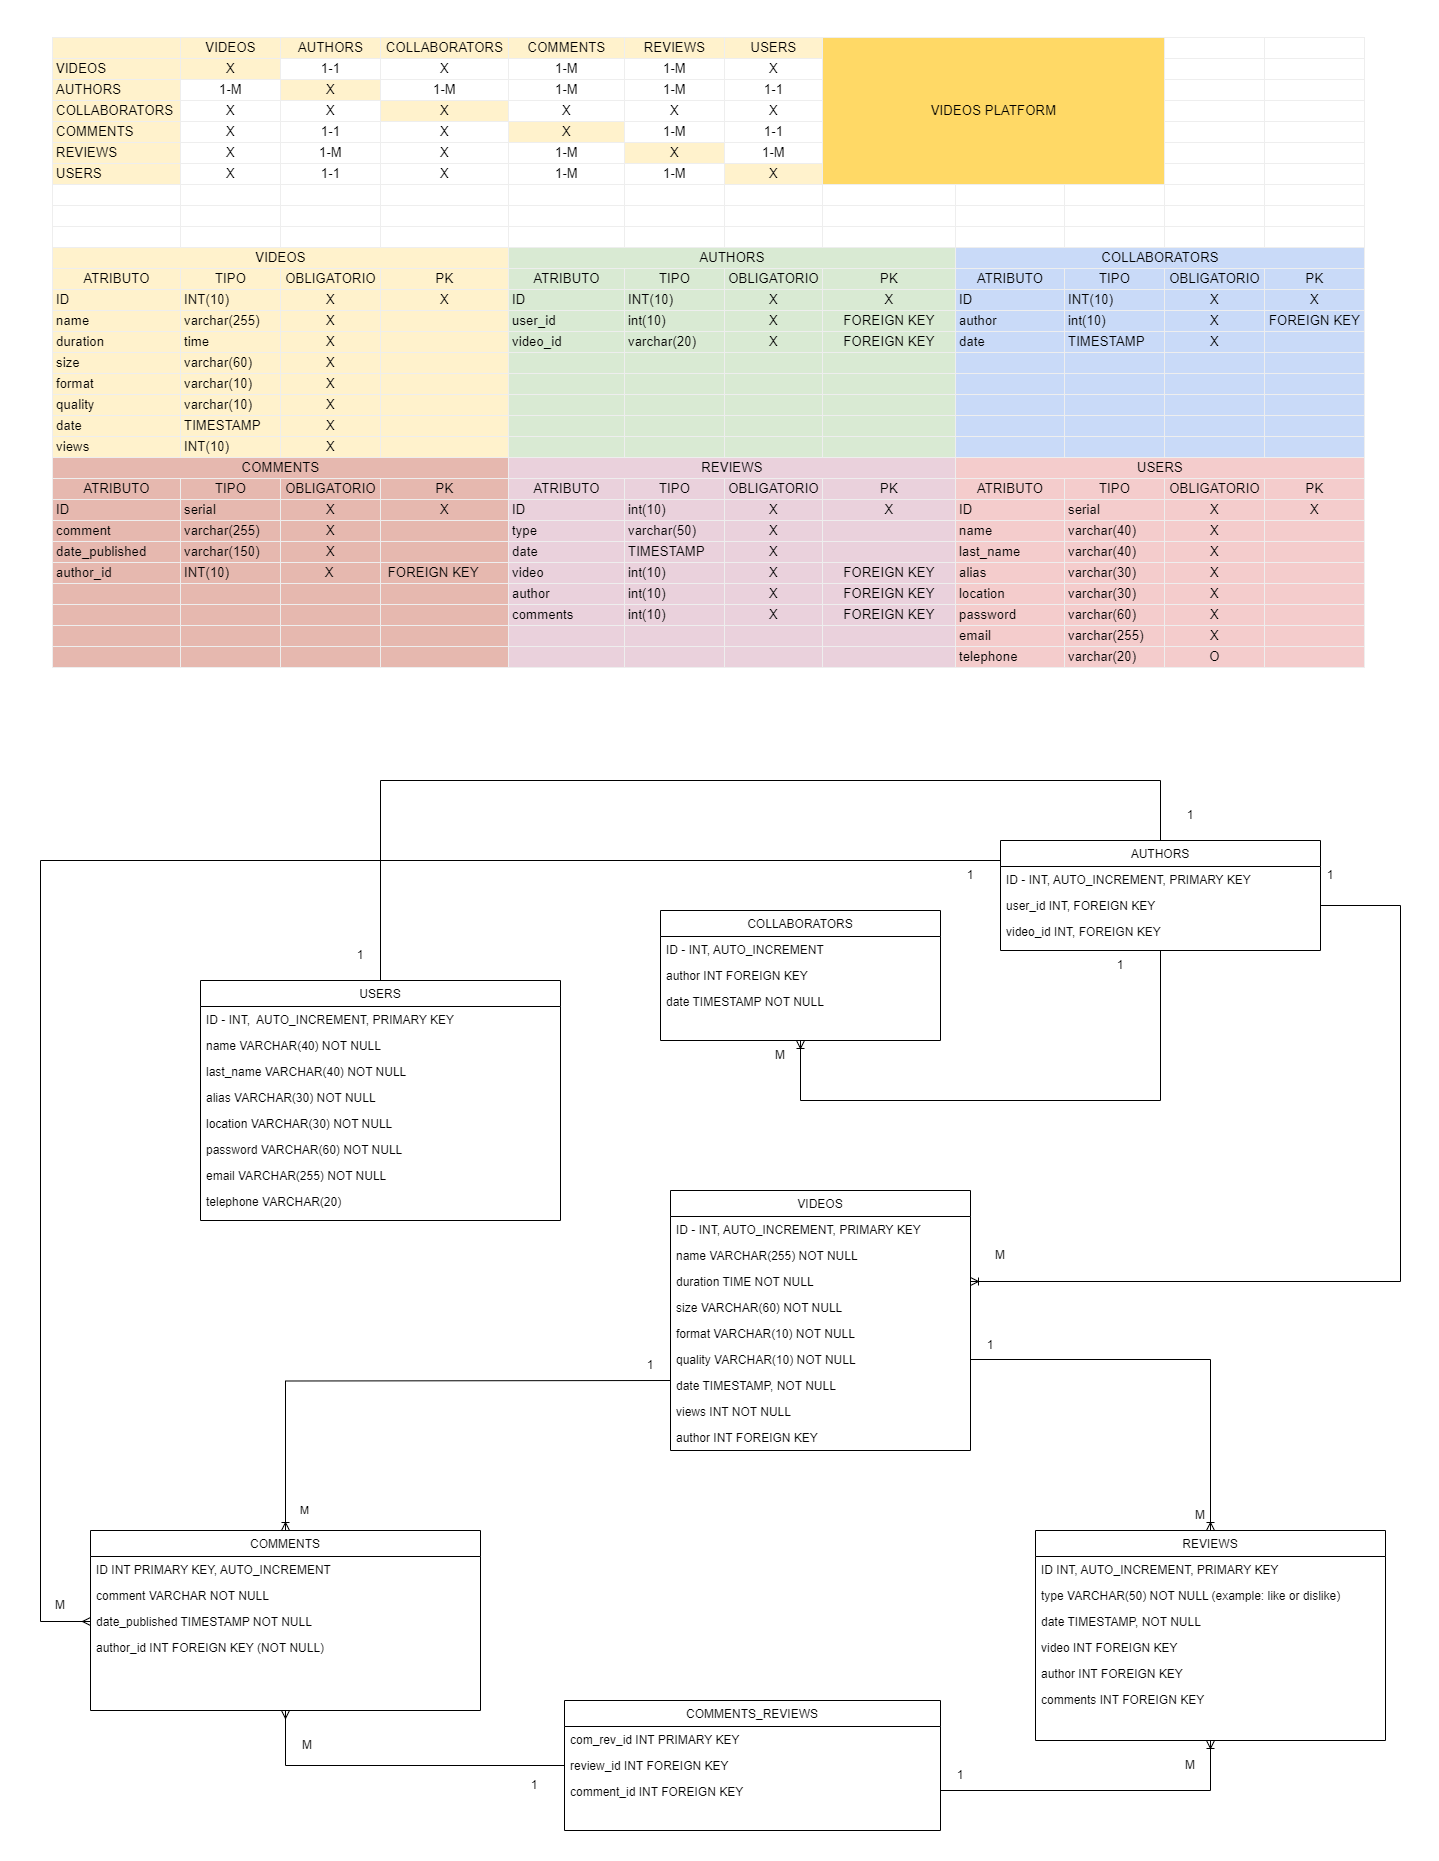 VIDEOS AUTHORS COLLABORATORS COMMENTS REVIEWS USERS
VIDEOS X 1-1 X 1-M 1-M X
AUTHORS 1-M X 1-M 1-M 1-M 1-1
COLLABORATORS X X X X X X
COMMENTS X 1-1 X X 1-M 1-1
REVIEWS X 1-M X 1-M X 1-M
USERS X 1-1 X 1-M 1-M X
VIDEOS PLATFORM
VIDEOS
ATRIBUTO TIPO OBLIGATORIO PK
ID INT(10) X X
name varchar(255) X
duration time X
size varchar(60) X
format varchar(10) X
quality varchar(10) X
date TIMESTAMP X
views INT(10) X
AUTHORS
ATRIBUTO TIPO OBLIGATORIO PK
ID INT(10) X X
user_id int(10) X FOREIGN KEY
video_id varchar(20) X FOREIGN KEY
COLLABORATORS
ATRIBUTO TIPO OBLIGATORIO PK
ID INT(10) X X
author int(10) X FOREIGN KEY
date TIMESTAMP X
COMMENTS
ATRIBUTO TIPO OBLIGATORIO PK
ID serial X X
comment varchar(255) X
date_published varchar(150) X
author_id INT(10) X FOREIGN KEY
REVIEWS
ATRIBUTO TIPO OBLIGATORIO PK
ID int(10) X X
type varchar(50) X
date TIMESTAMP X
video int(10) X FOREIGN KEY
author int(10) X FOREIGN KEY
comments int(10) X FOREIGN KEY
USERS
ATRIBUTO TIPO OBLIGATORIO PK
ID serial X X
name varchar(40) X
last_name varchar(40) X
alias varchar(30) X
location varchar(30) X
password varchar(60) X
email varchar(255) X
telephone varchar(20) O
1
AUTHORS
1
1
ID - INT, AUTO_INCREMENT, PRIMARY KEY
user_id INT, FOREIGN KEY
video_id INT, FOREIGN KEY
1
COLLABORATORS
ID - INT, AUTO_INCREMENT
author INT FOREIGN KEY
date TIMESTAMP NOT NULL
M
1
USERS
ID - INT, AUTO_INCREMENT, PRIMARY KEY
name VARCHAR(40) NOT NULL
last_name VARCHAR(40) NOT NULL
alias VARCHAR(30) NOT NULL
location VARCHAR(30) NOT NULL
password VARCHAR(60) NOT NULL
email VARCHAR(255) NOT NULL
telephone VARCHAR(20)
VIDEOS
ID - INT, AUTO_INCREMENT, PRIMARY KEY
name VARCHAR(255) NOT NULL
duration TIME NOT NULL
size VARCHAR(60) NOT NULL
format VARCHAR(10) NOT NULL
quality VARCHAR(10) NOT NULL
date TIMESTAMP, NOT NULL
views INT NOT NULL
author INT FOREIGN KEY
M
1
1
M
M
COMMENTS
ID INT PRIMARY KEY, AUTO_INCREMENT
comment VARCHAR NOT NULL
date_published TIMESTAMP NOT NULL
author_id INT FOREIGN KEY (NOT NULL)
M
REVIEWS
ID INT, AUTO_INCREMENT, PRIMARY KEY
type VARCHAR(50) NOT NULL (example: like or dislike)
date TIMESTAMP, NOT NULL
video INT FOREIGN KEY
author INT FOREIGN KEY
comments INT FOREIGN KEY
COMMENTS_REVIEWS
com_rev_id INT PRIMARY KEY
review_id INT FOREIGN KEY
comment_id INT FOREIGN KEY
M
1
1
M